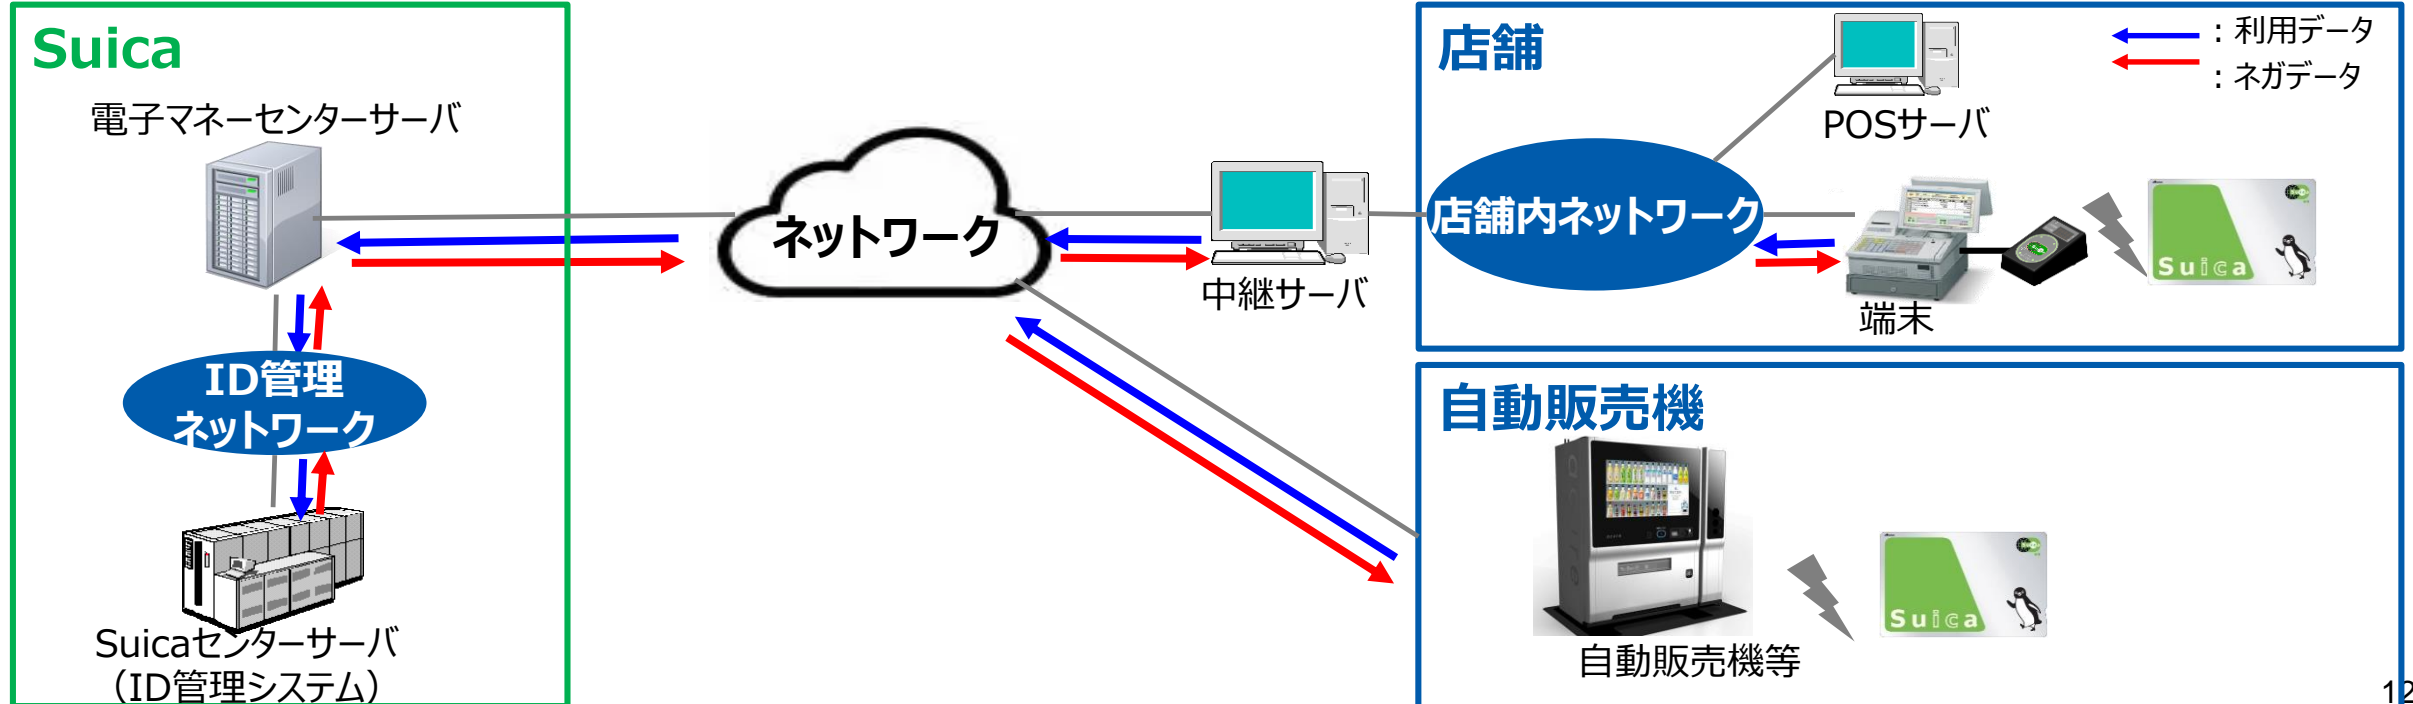 Suica
電子マネーセンターサーバ
ID管理
ネットワーク
Suicaセンターサーバ
（ID管理システム）
ネットワーク
中継サーバ
店舗
：利用データ
：ネガデータ
POSサーバ
店舗内ネットワーク
端末
Suica
自動販売機
自動販売機等
Suica
12